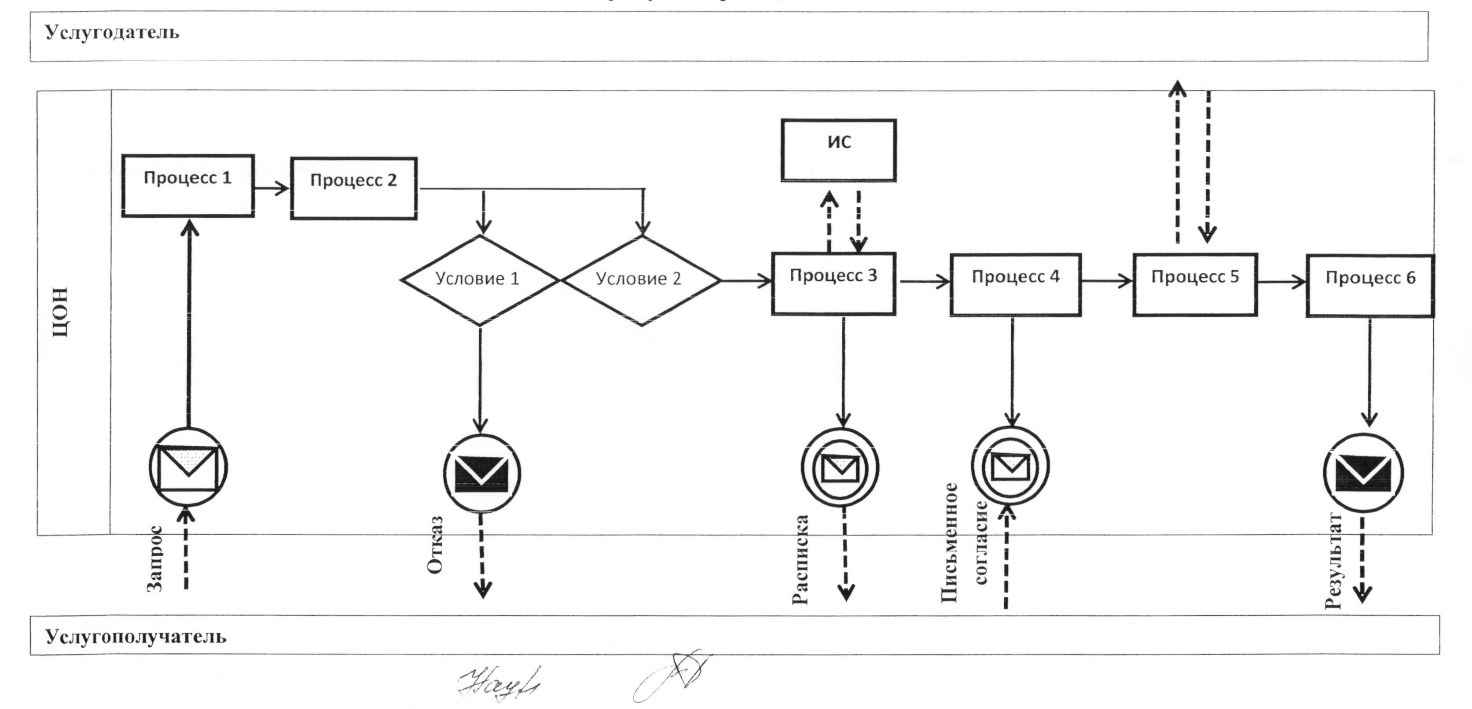 Услугодатель
ЦОН
Процесс 1
Процесс 2
Условие 1
Условие 2
ИС
Процесс 3
Процесс 4
Процесс 5
Процесс 6
Запрос
Отказ
Расписка
Письменное
согласие
Результат
Услугополучатель